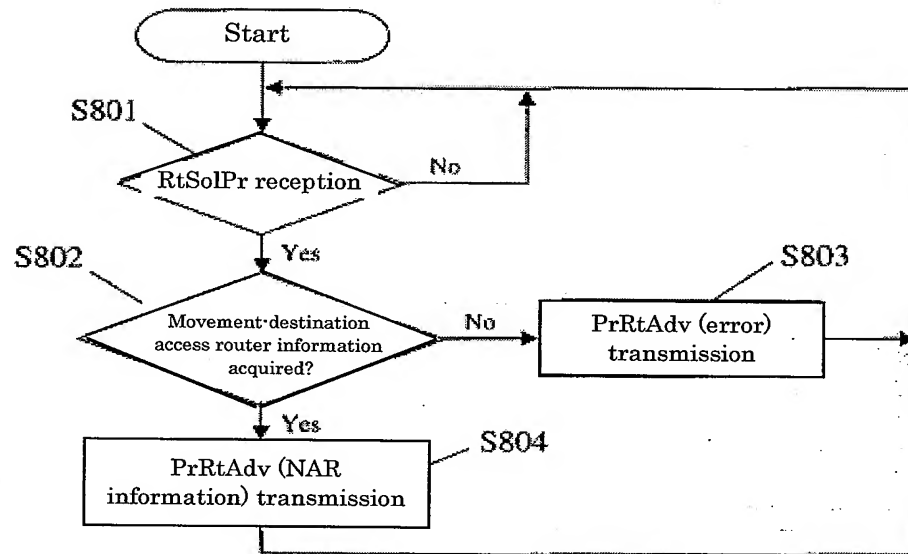 Start
S801
RtSolPr reception
No
Yes
S802
Movement·destination
access router information
acquired?
No
S803
PrRtAdv (error)
transmission
Yes
S804
PrRtAdv (NAR
information) transmission